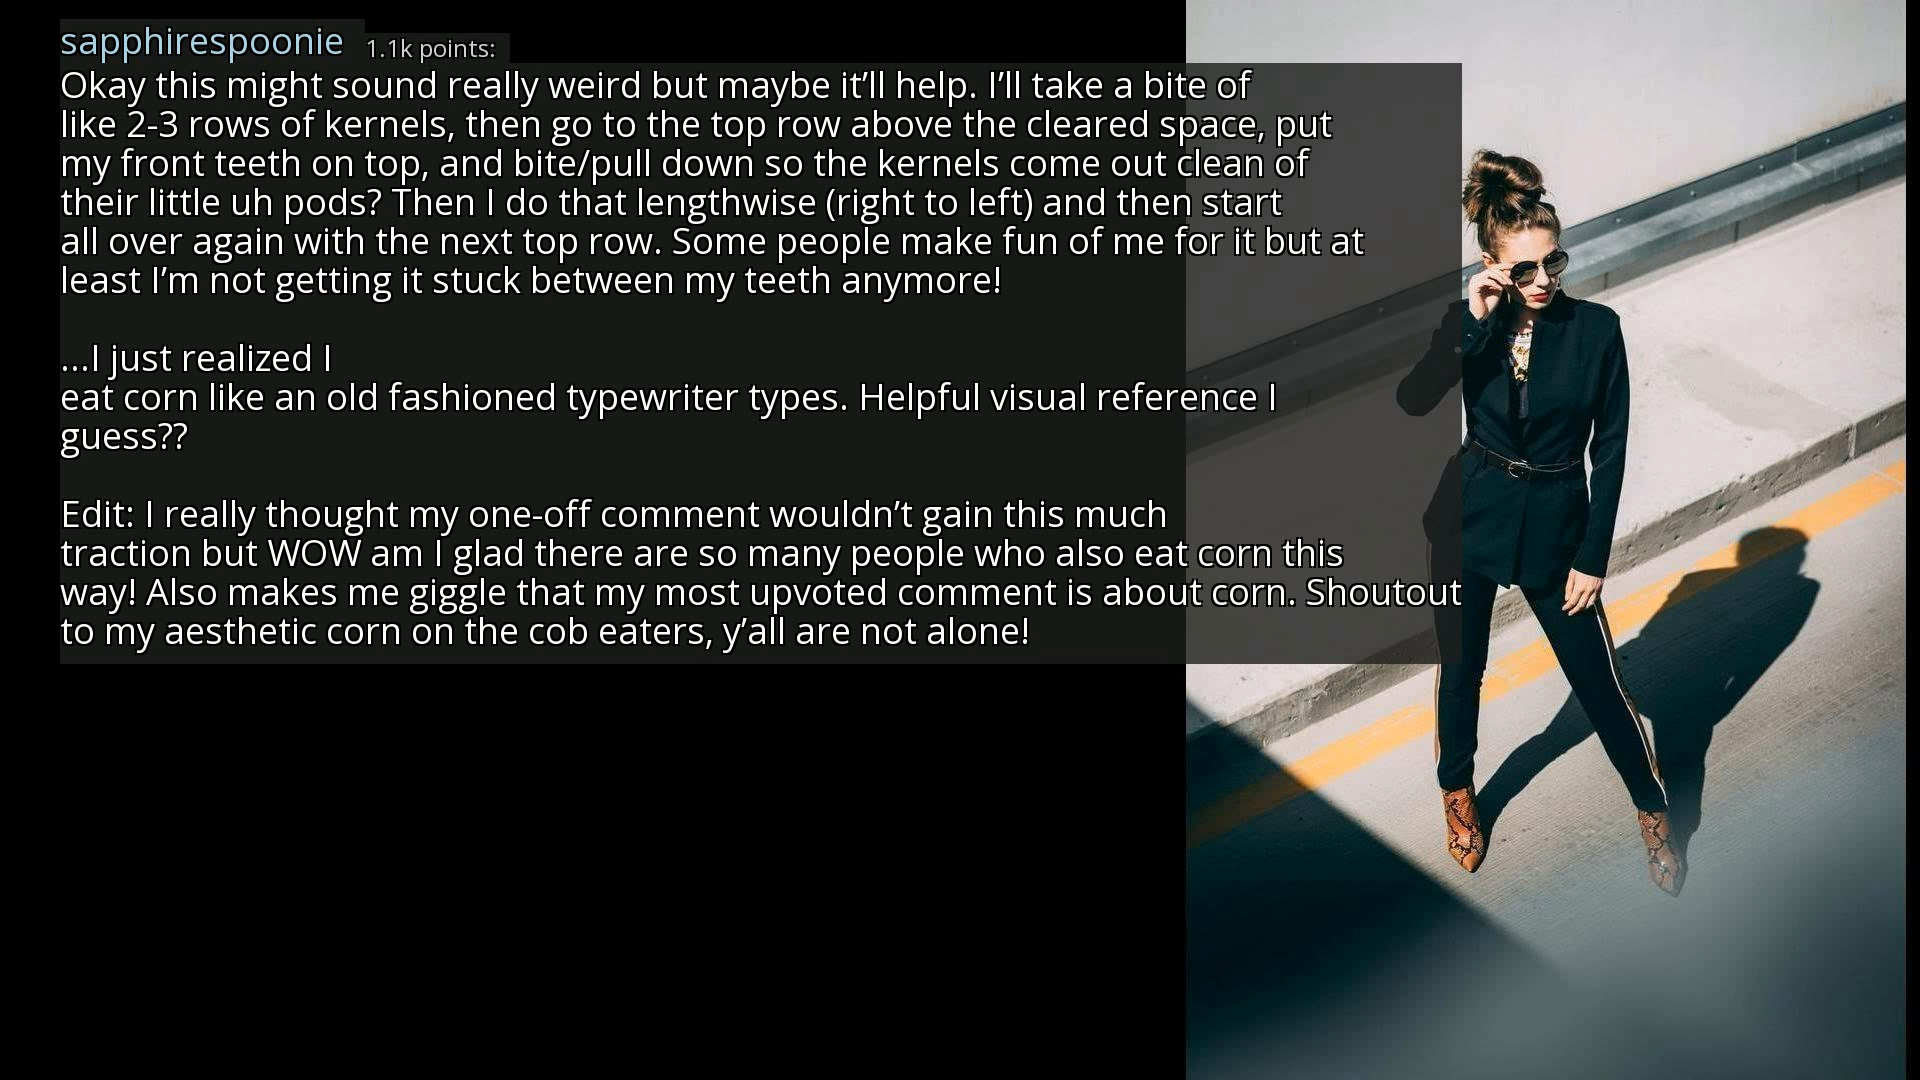 sapphirespoonie 1.1k points:
Okay this might sound really weird but maybe it’ll help. I’ll take a bite of
like 2-3 rows of kernels, then go to the top row above the cleared space, put
my front teeth on top, and bite/pull down so the kernels come out clean of
their little uh pods? Then I do that lengthwise (right to left) and then start
all over again with the next top row. Some people make fun of me for it but at
least I’m not getting it stuck between my teeth anymore!
...I just realized I
eat corn like an old fashioned typewriter types. Helpful visual reference I
guess??
Edit: I really thought my one-off comment wouldn’t gain this much
traction but WOW am I glad there are so many people who also eat corn this
way! Also makes me giggle that my most upvoted comment is about corn. Shoutout
to my aesthetic corn on the cob eaters, y’all are not alone!